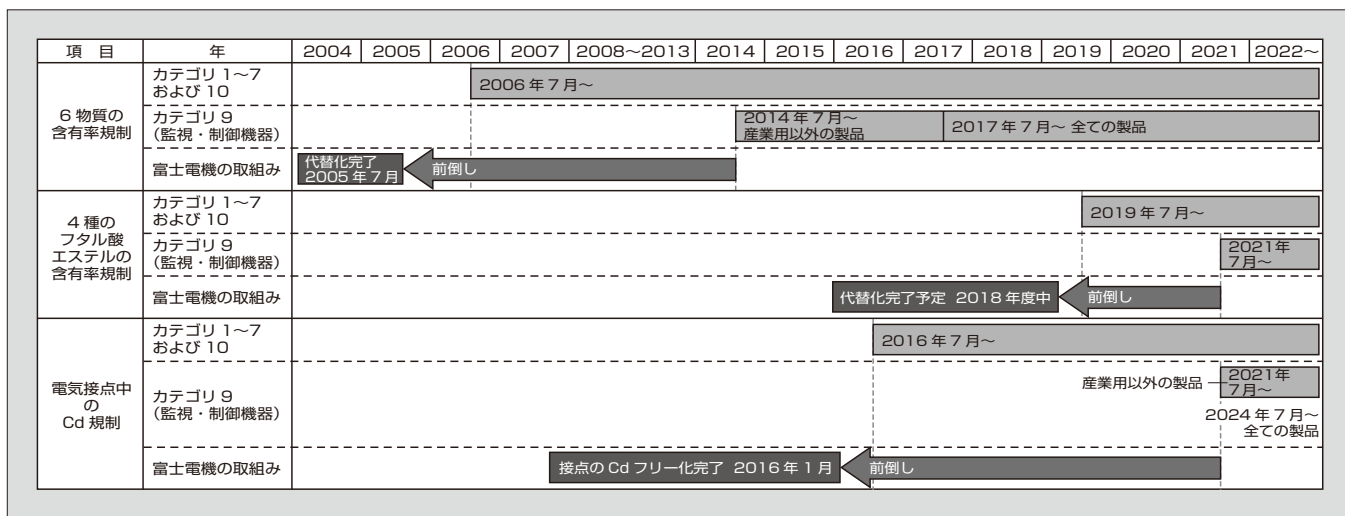 項　目　年　2004　2005　2006　2007　2008～2013　2014　2015　2016　2017　2018　2019　2020　2021　2022～
6 物質の
含有率規制
カテゴリ 1～7
および 10
2006 年 7 月～
カテゴリ 9
（監視・制御機器）
2014 年 7 月～
産業用以外の製品
2017 年 7 月～ 全ての製品
富士電機の取組み
代替化完了
2005 年 7 月
前倒し
4 種の
フタル酸
エステルの
含有率規制
カテゴリ 1～7
および 10
2019 年 7 月～
カテゴリ 9
（監視・制御機器）
2021年
7月～
富士電機の取組み
代替化完了予定 2018 年度中
前倒し
電気接点中
の
Cd 規制
カテゴリ 1～7
および 10
2016 年 7 月～
カテゴリ 9
（監視・制御機器）
産業用以外の製品
2021年
7月～
2024 年 7 月～
全ての製品
富士電機の取組み
接点の Cd フリー化完了 2016 年 1 月
前倒し